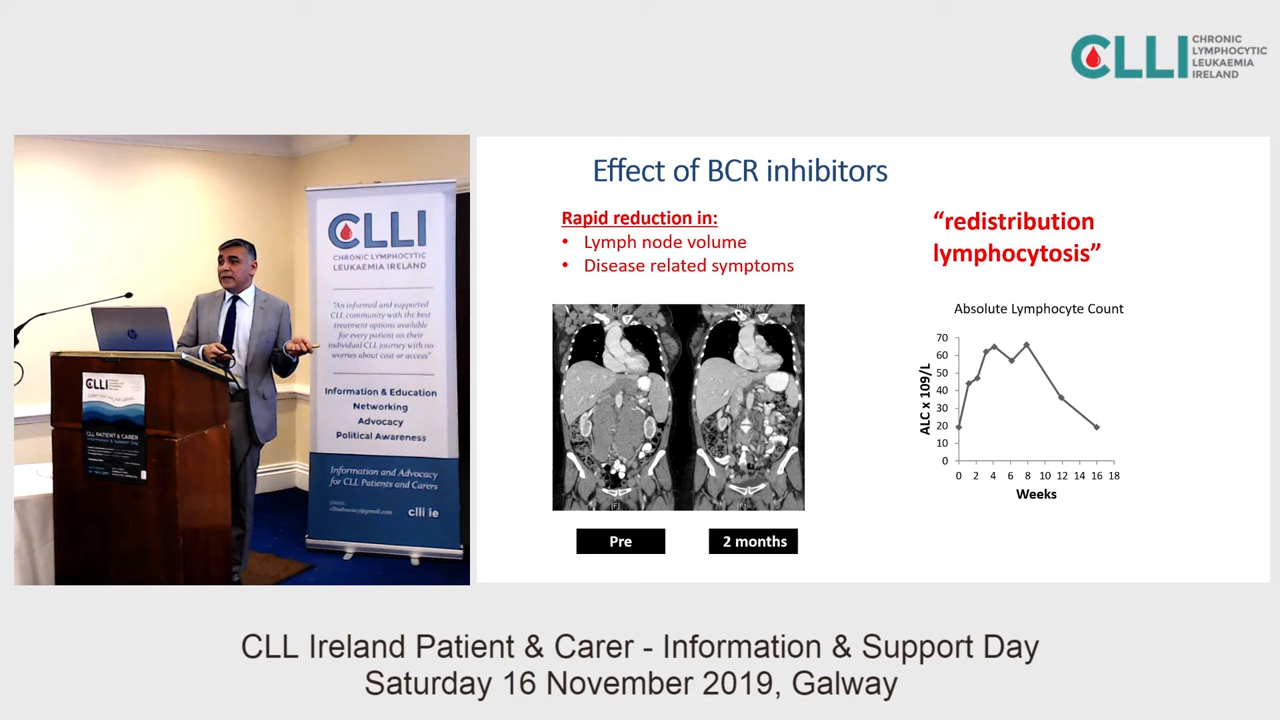 CLLI
CHRONIC
LYMPHOCYTIC
LEUKAEMIA
IRELAND
CLLI
CHRONIC LYMPHOCYTIC
LEUKAEMIA IRELAND
"An informed and supported
CLL community with the best
treatment options available
for every patient on their
individual CLL journey with no
worries about cost or access"
Information & Education
Networking
Advocacy
Political Awareness
Information and Advocacy
for CLL Patients and Carers
clli.ie
hp
CLLI
CLL PATIENT & CARER
Information & Support Day
Effect of BCR inhibitors
Rapid reduction in:
• Lymph node volume
• Disease related symptoms
"redistribution
lymphocytosis"
Pre
2 months
Absolute Lymphocyte Count
ALC x 109/L
70
60
50
40
30
20
10
0
0 2 4 6 8 10 12 14 16 18
Weeks
CLL Ireland Patient & Carer - Information & Support Day
Saturday 16 November 2019, Galway